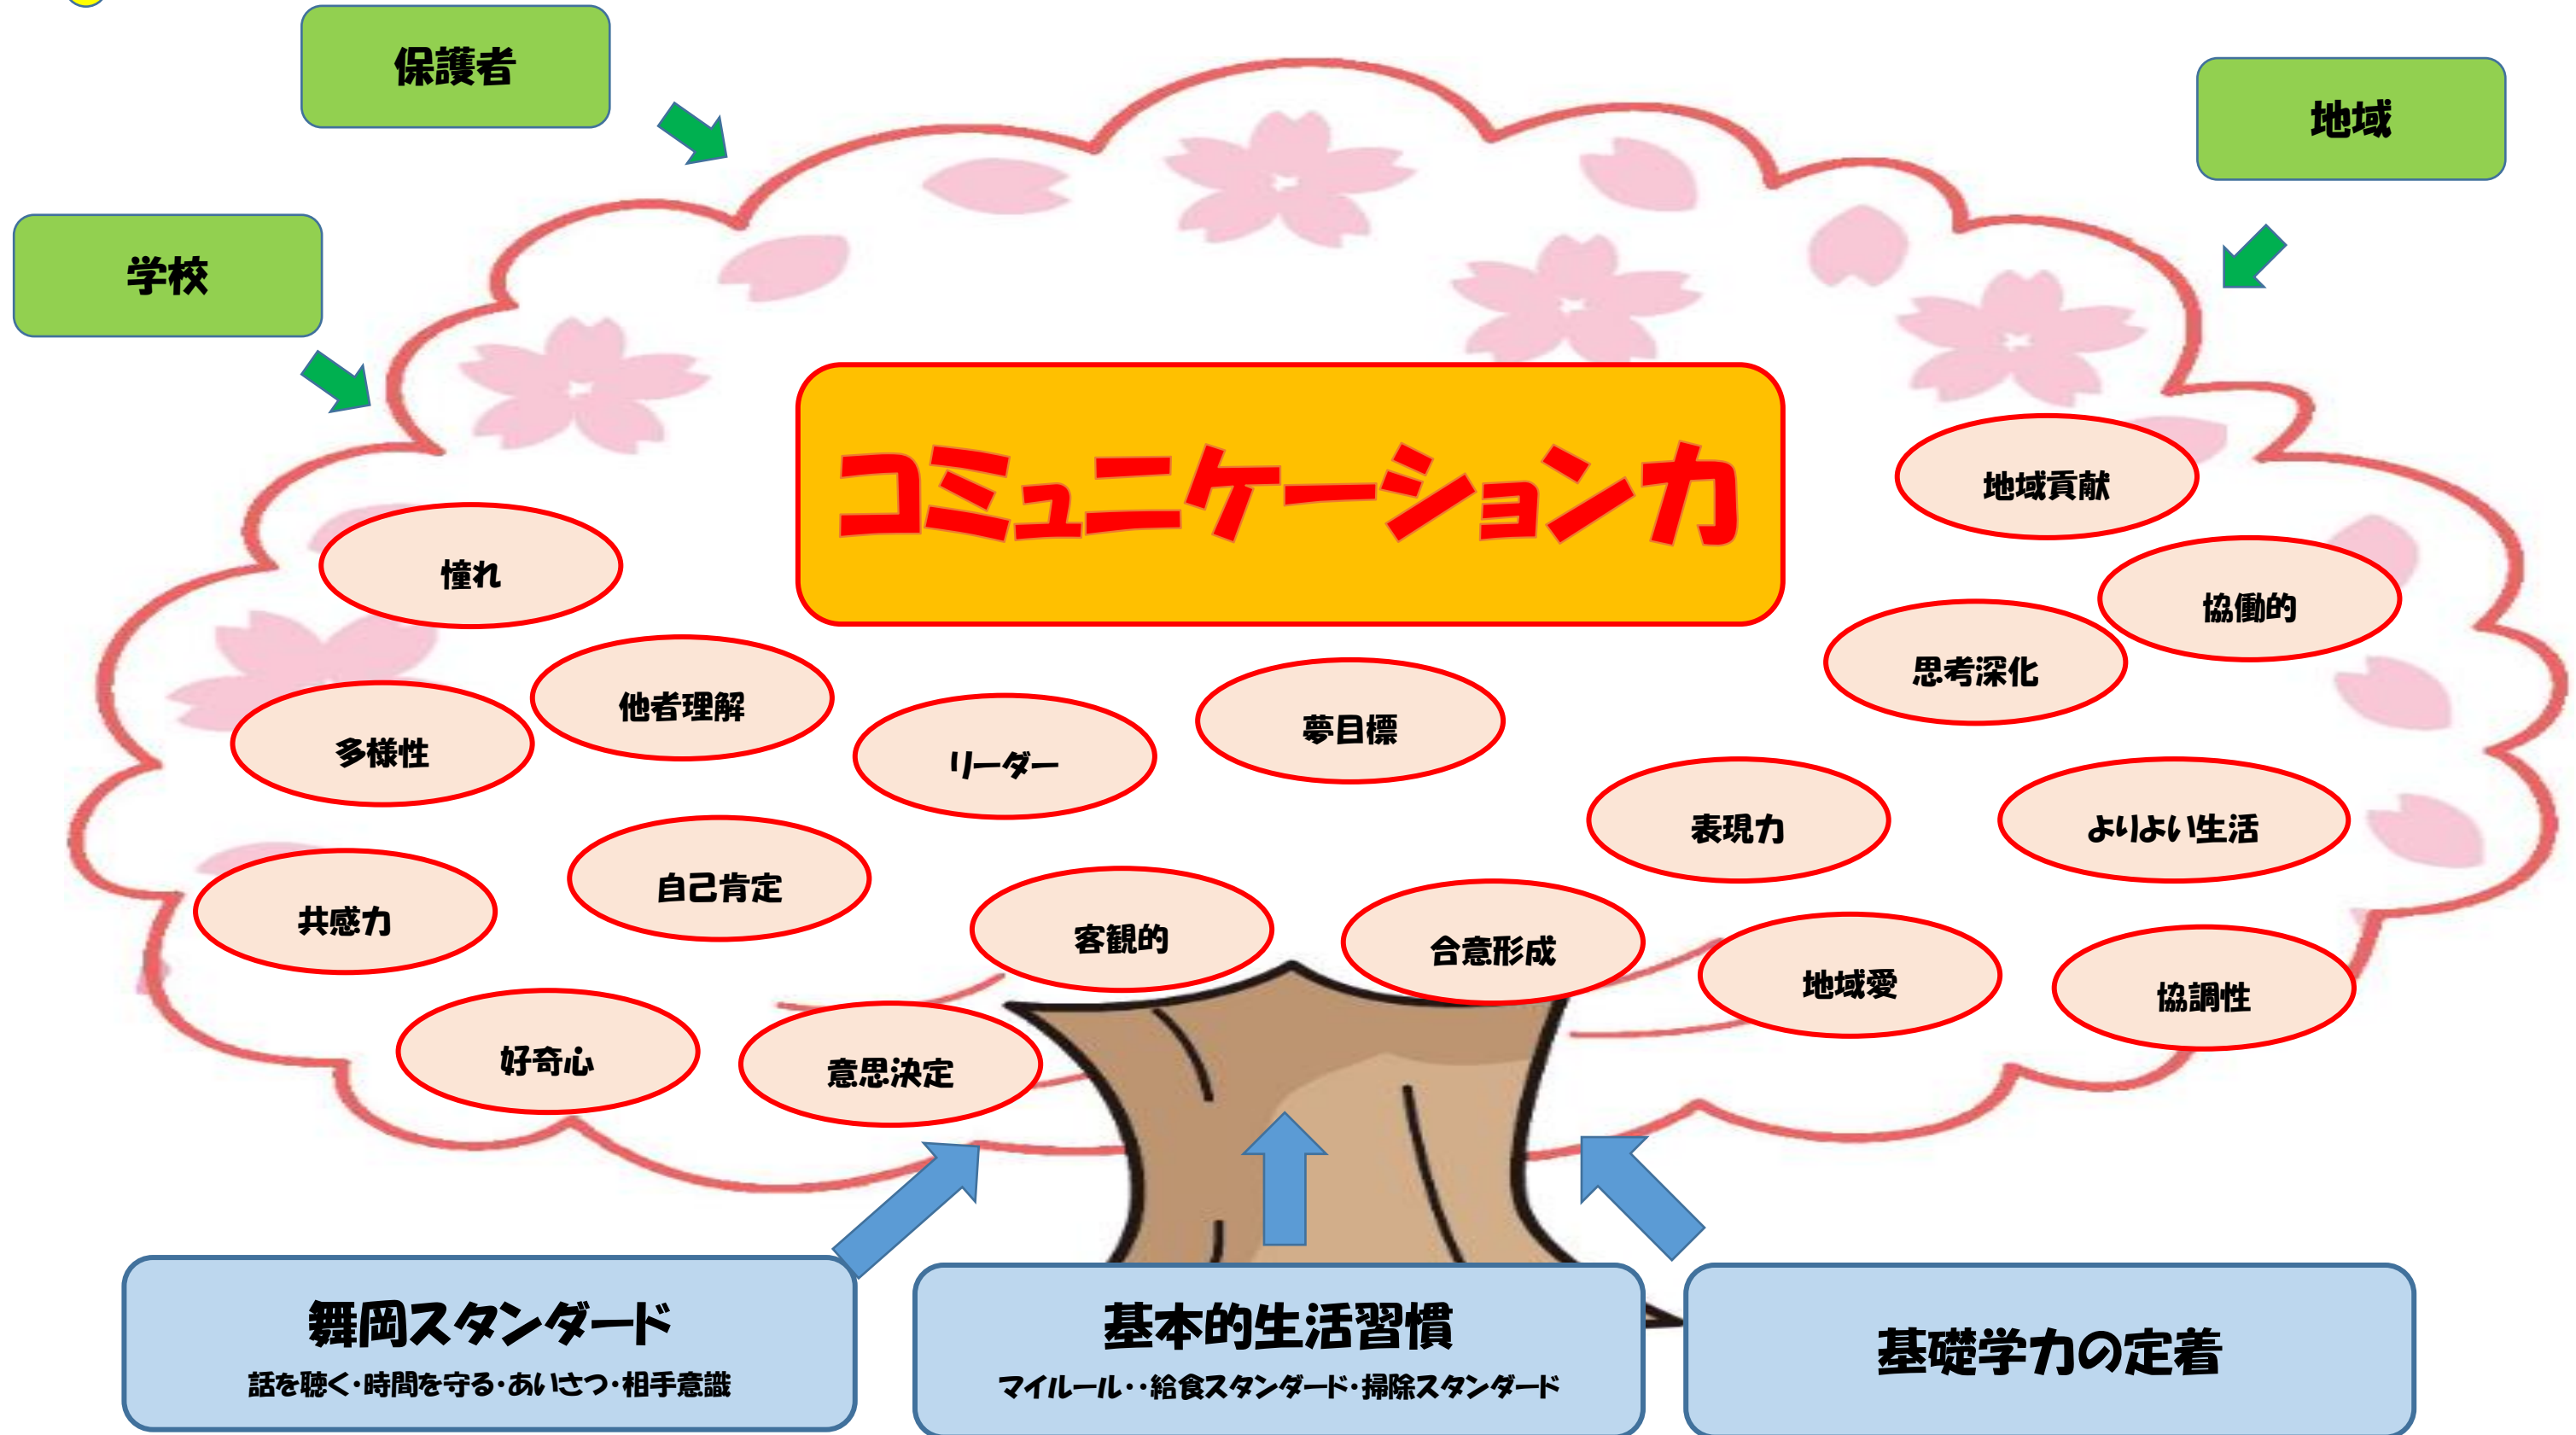 保護者
地域
学校
コミュニケーション力
地域貢献
憧れ
協働的
思考深化
他者理解
夢目標
多様性
リーダー
表現力
よりよい生活
自己肯定
共感力
客観的
合意形成
地域愛
協調性
好奇心
意思決定
舞岡スタンダード
話を聴く・時間を守る・あいさつ・相手意識
基本的生活習慣
マイルール・・給食スタンダード・掃除スタンダード
基礎学力の定着